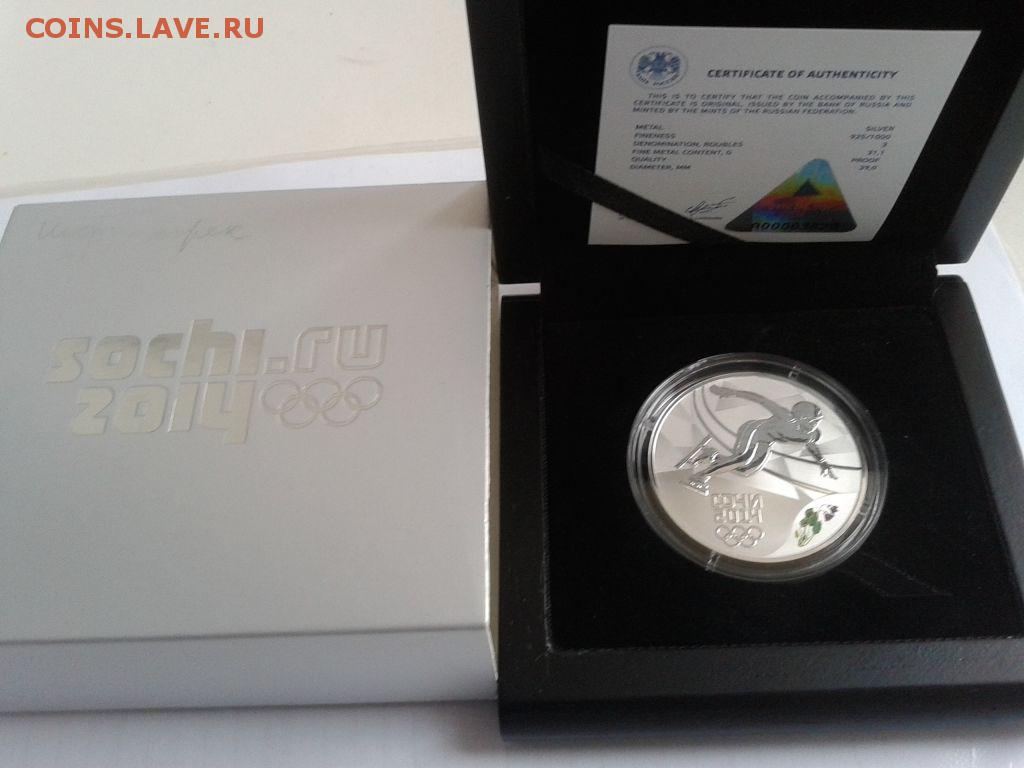 COINS.LAVE.RU
CERTIFICATE OF AUTHENTICITY
THIS IS TO CERTIFY THAT THE COIN ACCOMPANIED BY THIS
CERTIFICATE IS ORIGINAL, ISSUED BY THE BANK OF RUSSIA AND
MINTED BY THE MINTS OF THE RUSSIAN FEDERATION.
METAL SILVER
FINENESS 925/1000
DENOMINATION, ROUBLES 3
FINE METAL CONTENT, G 31,1
QUALITY PROOF
DIAMETER, MM 39,0
sochi.ru
2014